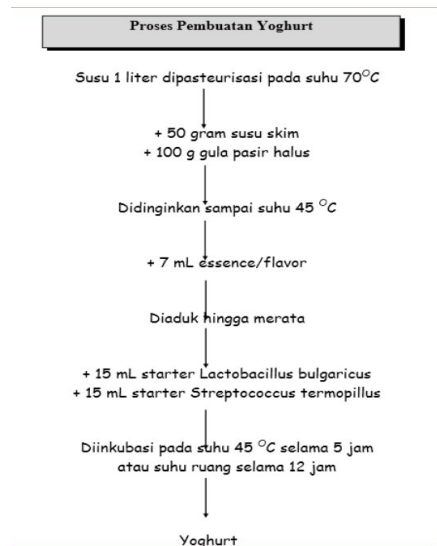 Proses Pembuatan Yoghurt
Susu 1 liter dipasteurisasi pada suhu 70°C
+ 50 gram susu skim
+ 100 g gula pasir halus
Didinginkan sampai suhu 45 °C
+ 7 mL essence/flavor
Diaduk hingga merata
+ 15 mL starter Lactobacillus bulgaricus
+ 15 mL starter Streptococcus termopillus
Diinkubasi pada suhu 45 °C selama 5 jam
atau suhu ruang selama 12 jam
Yoghurt